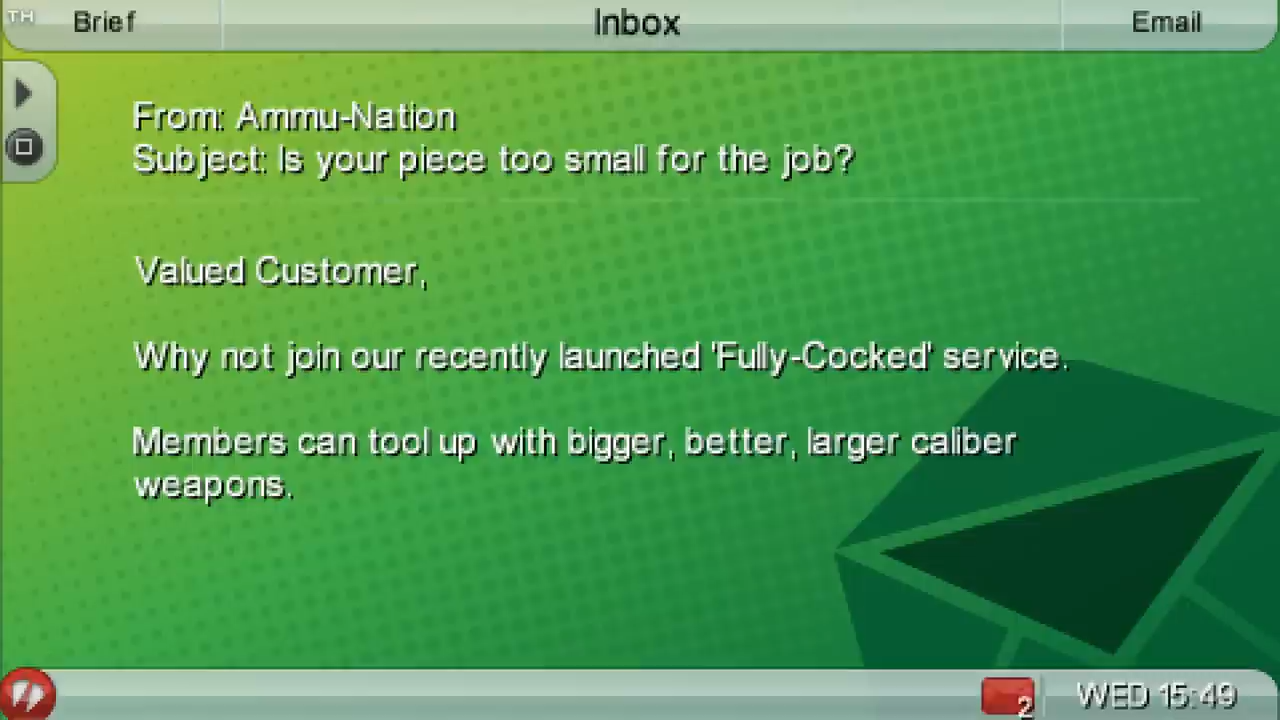 TH
Brief Inbox Email
From: Ammu-Nation
Subject: Is your piece too small for the job?
Valued Customer,
Why not join our recently launched 'Fully-Cocked' service.
Members can tool up with bigger, better, larger caliber
weapons.
2 WED 15:49